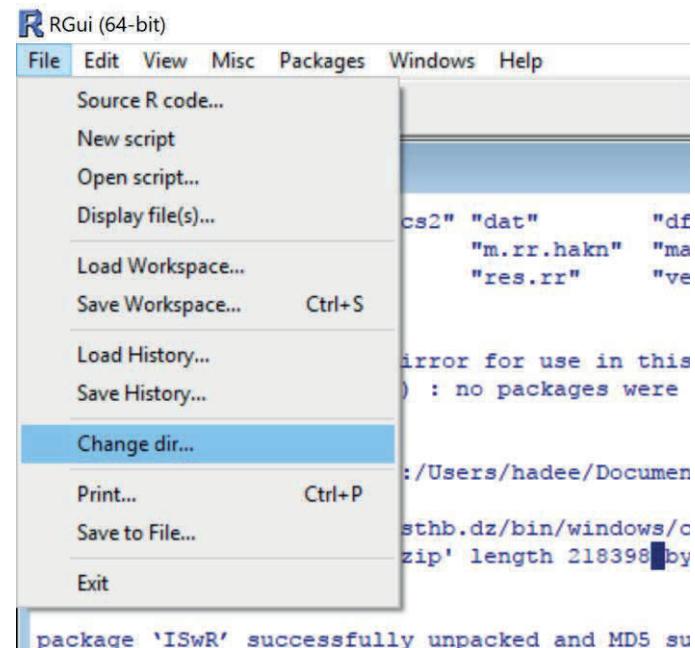 RGui (64-bit)
File Edit View Misc Packages Windows Help
Source R code...
New script
Open script...
Display file(s)...
Load Workspace...
Save Workspace... Ctrl+S
Load History...
Save History...
Change dir...
Print... Ctrl+P
Save to File...
Exit
cs2" "dat" "df
"m.rr.hakn" "ma
"res.rr" "ve
irror for use in this
) : no packages were
:/Users/hadee/Documen
sthb.dz/bin/windows/c
zip' length 218398 by
package ‘ISwR’ successfully unpacked and MD5 su